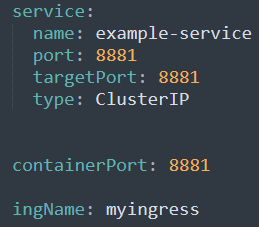 service:
  name: example-service
  port: 8881
  targetPort: 8881
  type: ClusterIP
containerPort: 8881
ingName: myingress